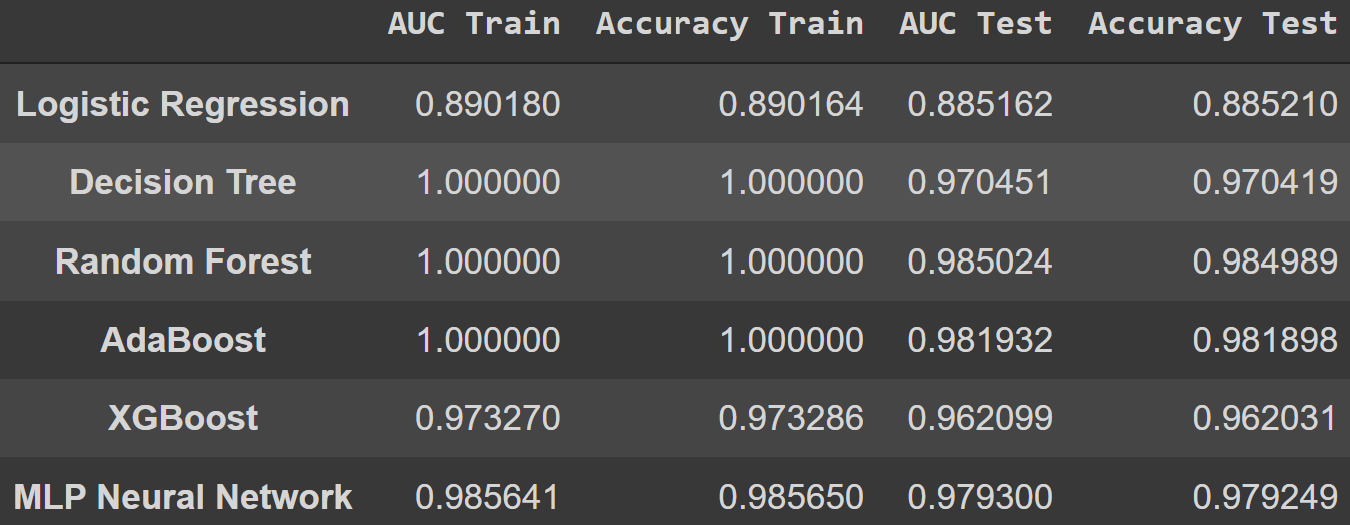 AUC Train Accuracy Train AUC Test Accuracy Test
Logistic Regression 0.890180 0.890164 0.885162 0.885210
Decision Tree 1.000000 1.000000 0.970451 0.970419
Random Forest 1.000000 1.000000 0.985024 0.984989
AdaBoost 1.000000 1.000000 0.981932 0.981898
XGBoost 0.973270 0.973286 0.962099 0.962031
MLP Neural Network 0.985641 0.985650 0.979300 0.979249